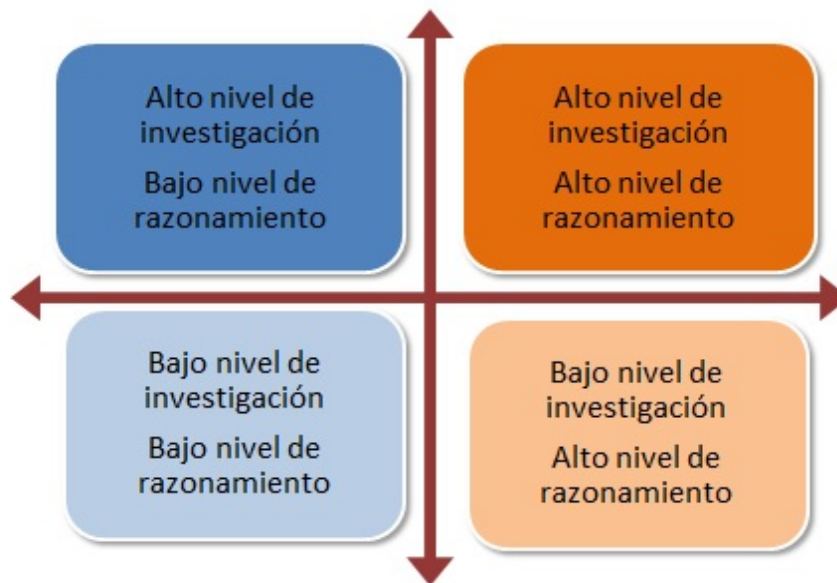 Alto nivel de
investigación
Bajo nivel de
razonamiento
Alto nivel de
investigación
Alto nivel de
razonamiento
Bajo nivel de
investigación
Bajo nivel de
razonamiento
Bajo nivel de
investigación
Alto nivel de
razonamiento